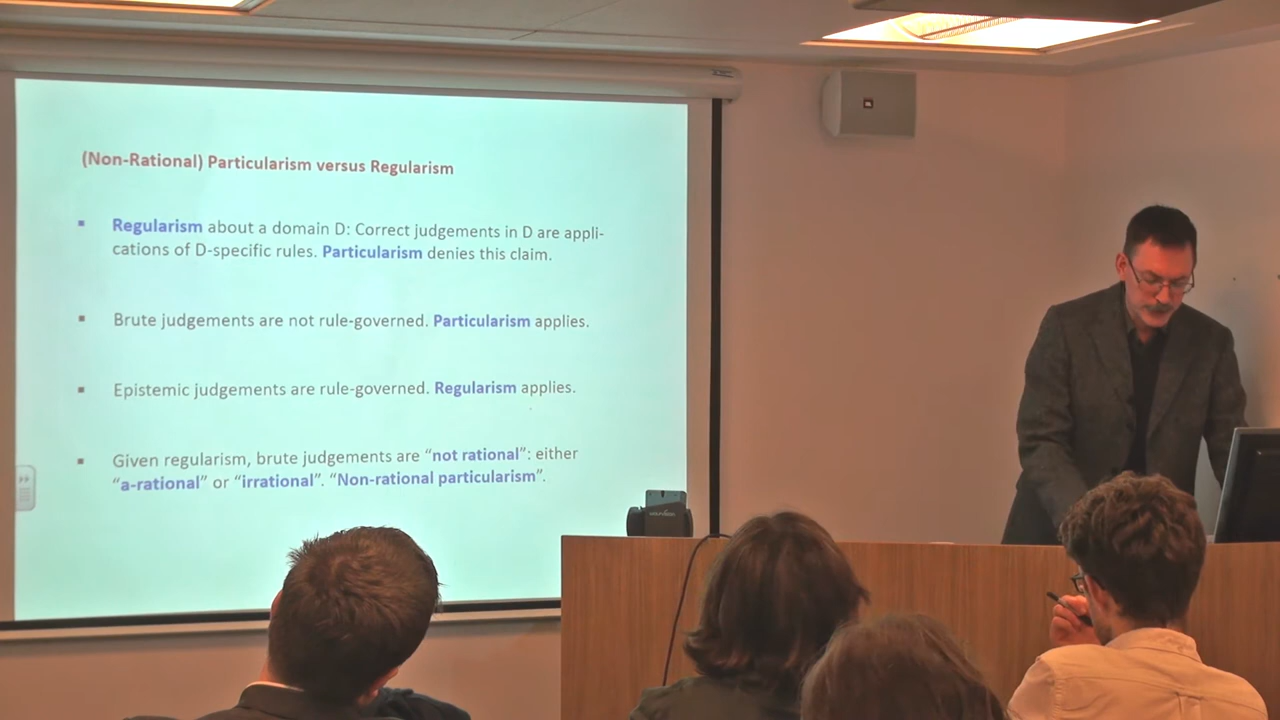 (Non-Rational) Particularism versus Regularism
Regularism about a domain D: Correct judgements in D are appli-
cations of D-specific rules. Particularism denies this claim.
Brute judgements are not rule-governed. Particularism applies.
Epistemic judgements are rule-governed. Regularism applies.
Given regularism, brute judgements are “not rational”: either
“a-rational” or “irrational”. “Non-rational particularism”.